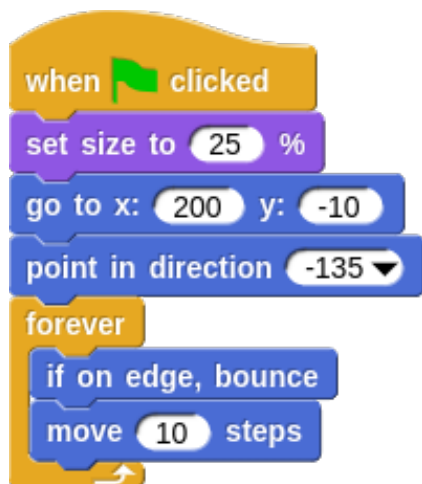 when clicked
set size to 25 %
go to x: 200 y: -10
point in direction -135
forever
if on edge, bounce
move 10 steps